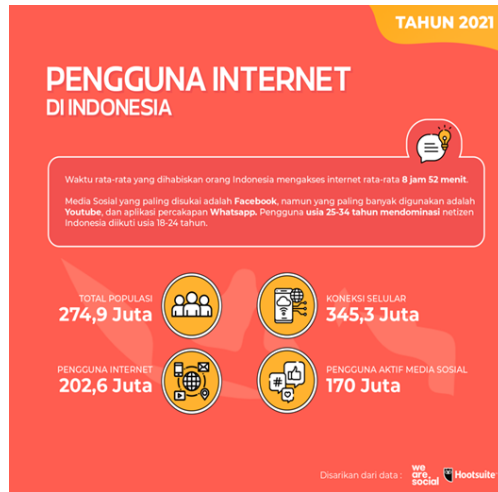 TAHUN 2021
PENGGUNA INTERNET
DI INDONESIA
Waktu rata-rata yang dihabiskan orang Indonesia mengakses internet rata-rata 8 jam 52 menit.
Media Sosial yang paling disukai adalah Facebook, namun yang paling banyak digunakan adalah
Youtube, dan aplikasi percakapan Whatsapp. Pengguna usia 25-34 tahun mendominasi netizen
Indonesia diikuti usia 18-24 tahun.
TOTAL POPULASI
274,9 Juta
KONEKSI SELULAR
345,3 Juta
PENGGUNA INTERNET
202,6 Juta
PENGGUNA AKTIF MEDIA SOSIAL
170 Juta
Disarikan dari data :
we
are.
social
Hootsuite